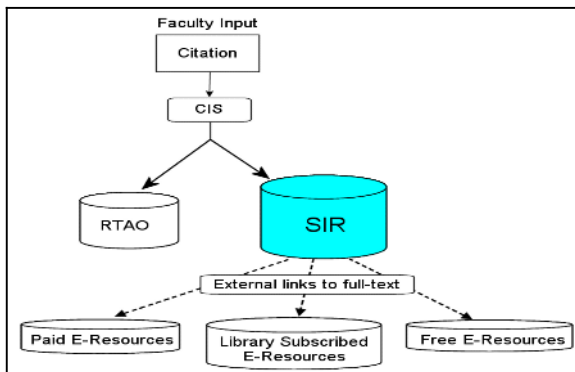 Faculty Input
Citation
CIS
RTAO
SIR
External links to full-text
Paid E-Resources
Library Subscribed
E-Resources
Free E-Resources